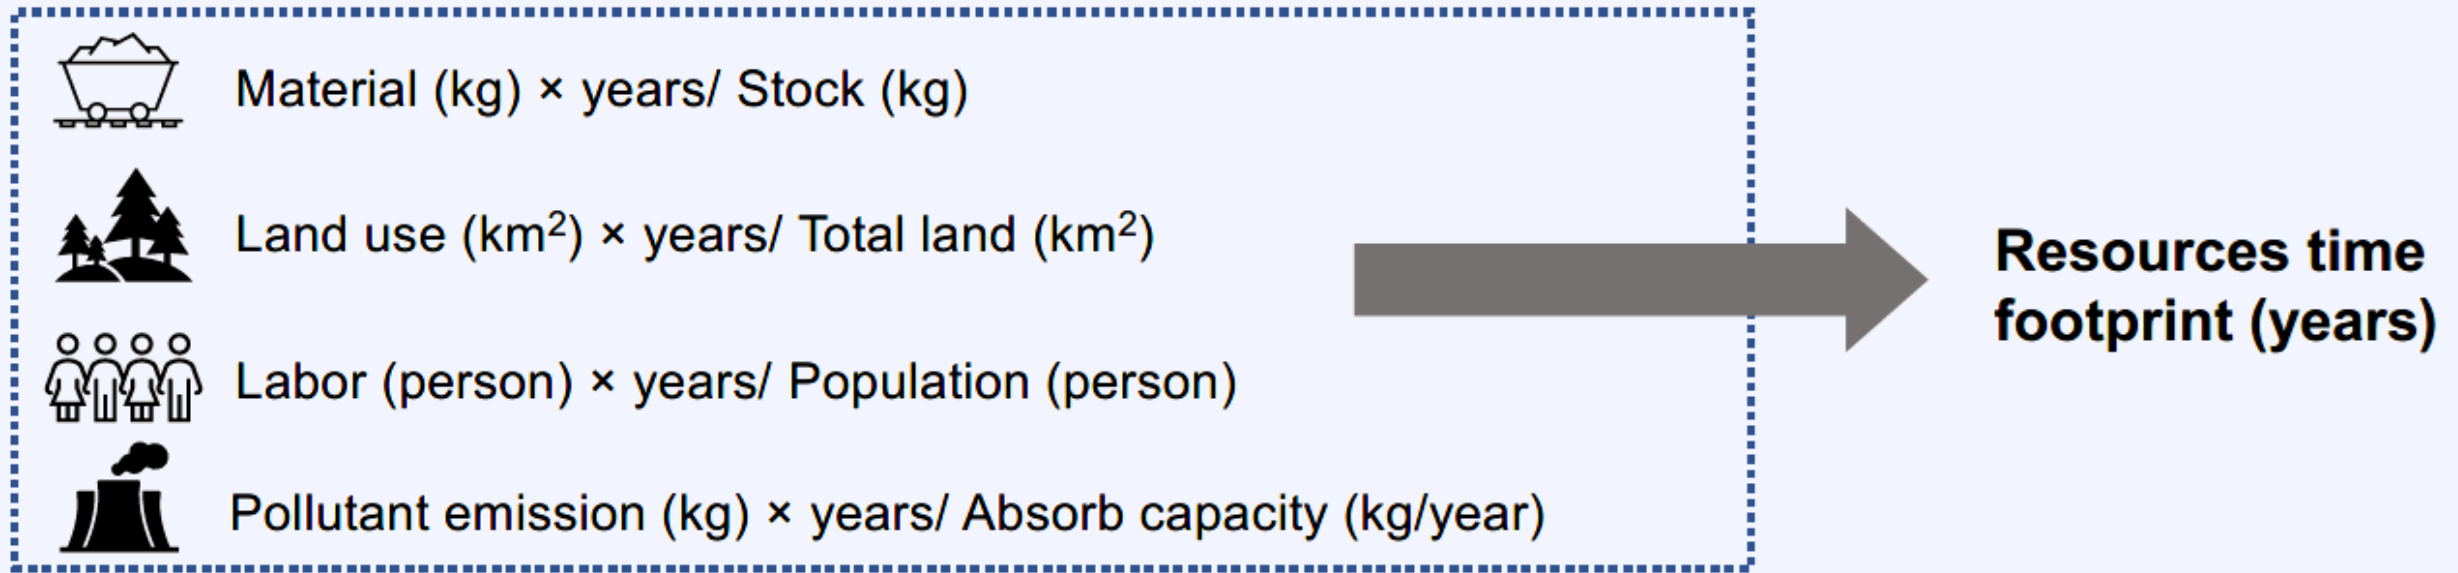 Material (kg) × years/ Stock (kg)
Land use (km²) × years/ Total land (km²)
Labor (person) × years/ Population (person)
Pollutant emission (kg) × years/ Absorb capacity (kg/year)
Resources time
footprint (years)